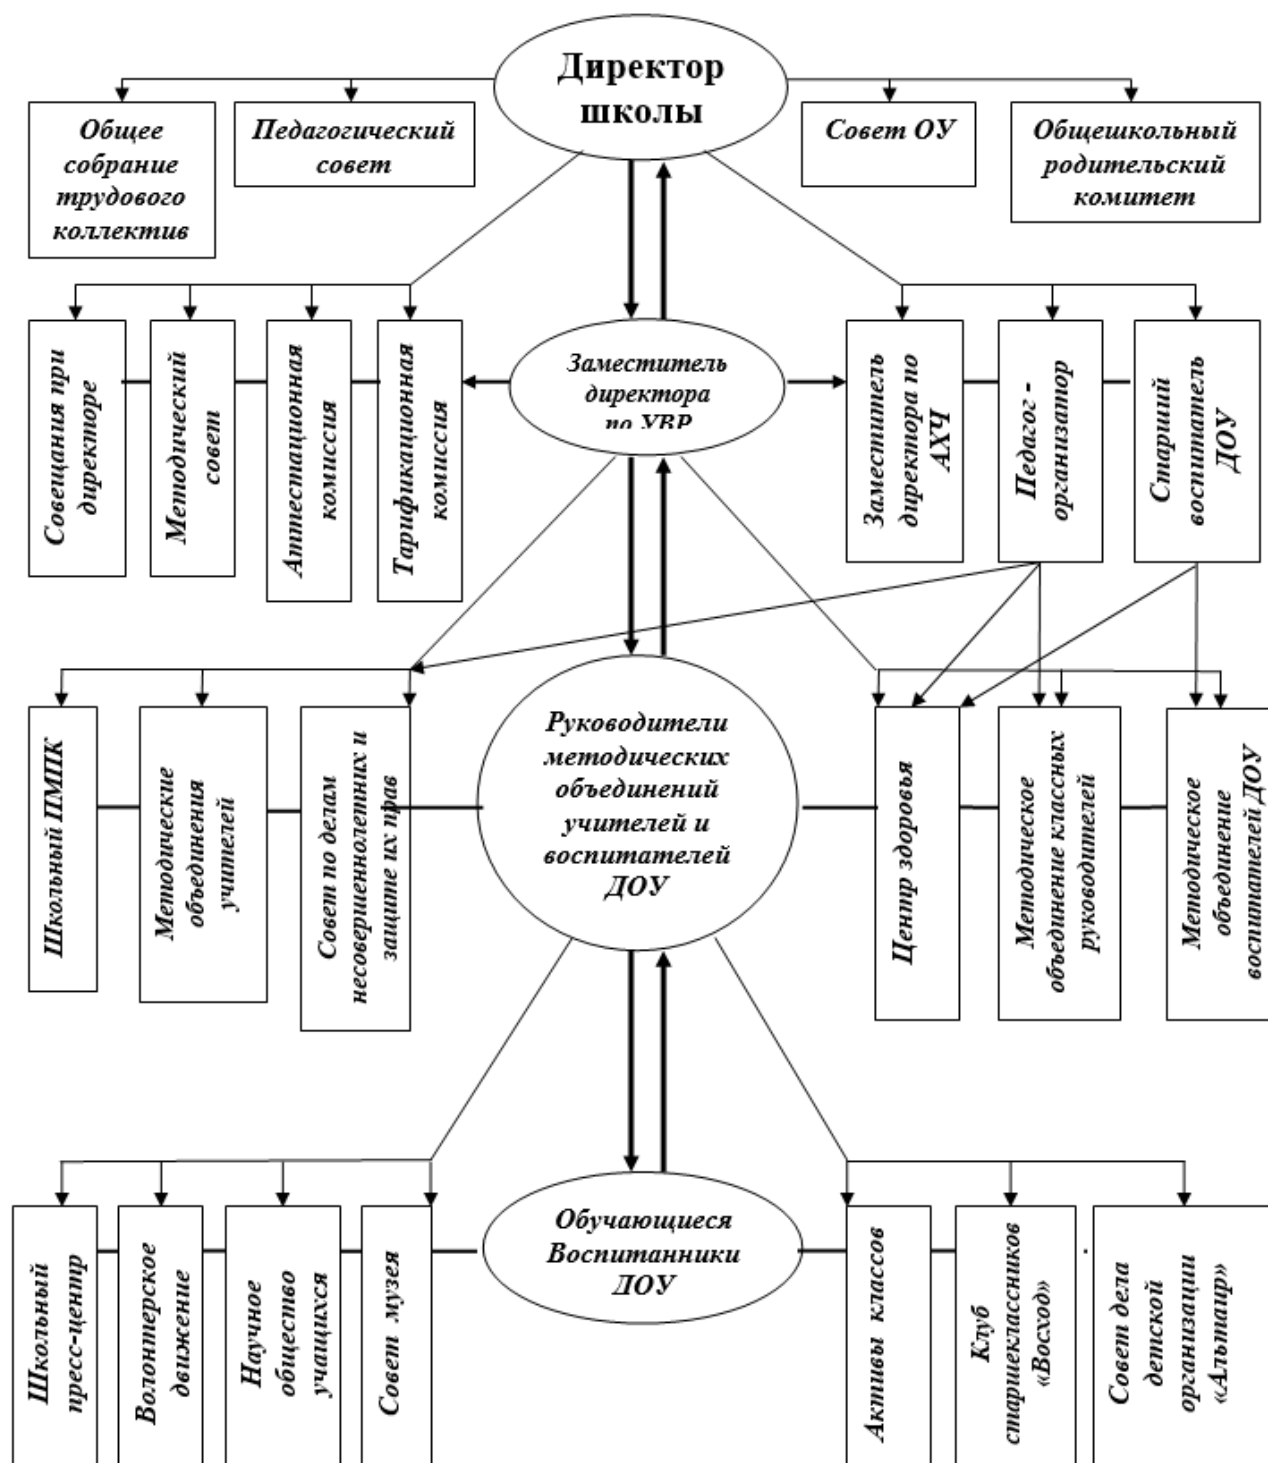 Директор
школы
Общее
собрание
трудового
коллектив
Педагогический
совет
Совет ОУ
Общешкольный
родительский
комитет
Совещания при
директоре
Методический
совет
Аттестационная
комиссия
Тарификационная
комиссия
Заместитель
директора
по УВР
Заместитель
директора по
АХЧ
Педагог -
организатор
Старший
воспитатель
ДОУ
Школьный ПМПК
Методические
объединения
учителей
Совет по делам
несовершеннолетних и
защите их прав
Руководители
методических
объединений
учителей и
воспитателей
ДОУ
Центр здоровья
Методическое
объединение классных
руководителей
Методическое
объединение
воспитателей ДОУ
Школьный
пресс-центр
Волонтерское
движение
Научное
общество
учащихся
Совет музея
Обучающиеся
Воспитанники
ДОУ
Активы классов
Клуб
старшеклассников
«Восход»
Совет дела
детской
организации
«Альтаир»